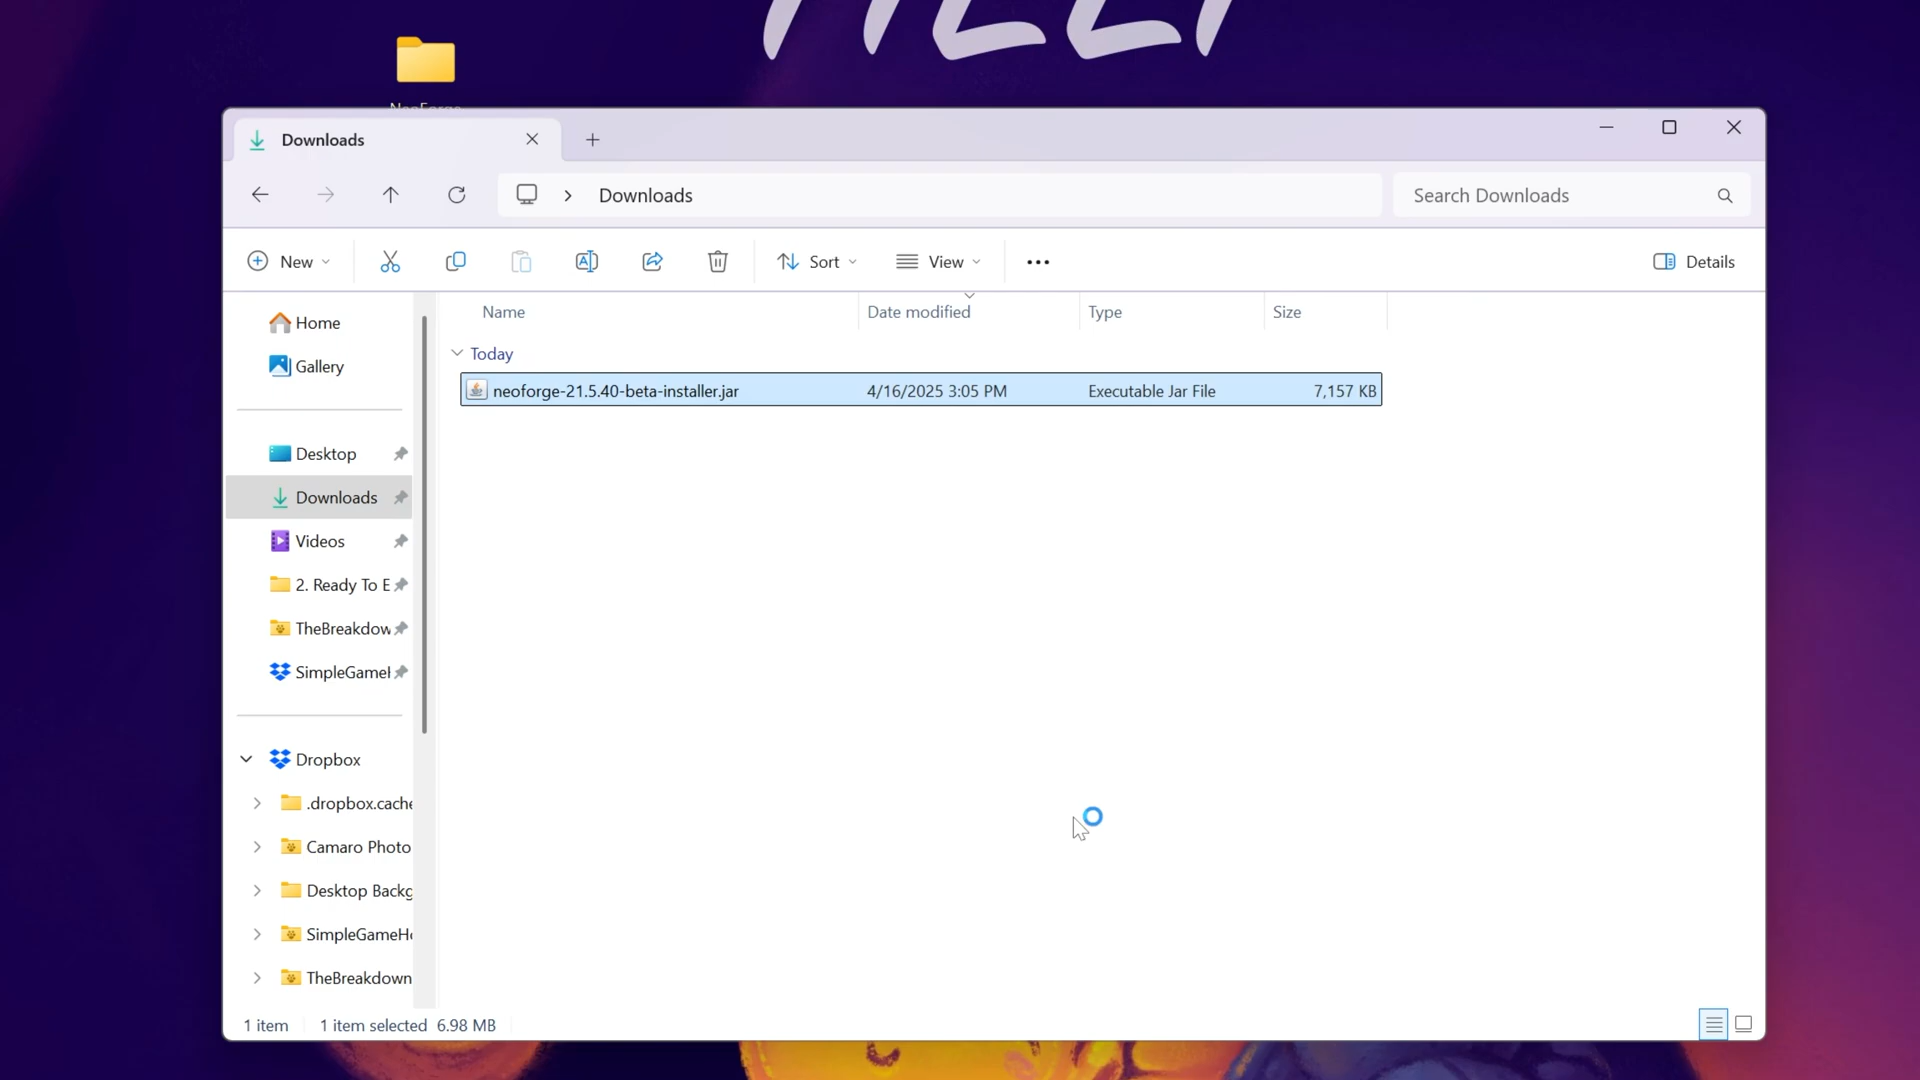 Downloads
Downloads
Search Downloads
New
Sort
View
Details
Name
Date modified
Type
Size
Today
neoforge-21.5.40-beta-installer.jar
4/16/2025 3:05 PM
Executable Jar File
7,157 KB
Home
Gallery
Desktop
Downloads
Videos
2. Ready To E
TheBreakdow
SimpleGameH
Dropbox
.dropbox.cache
Camaro Photo
Desktop Backg
SimpleGameHe
TheBreakdown
1 item
1 item selected 6.98 MB